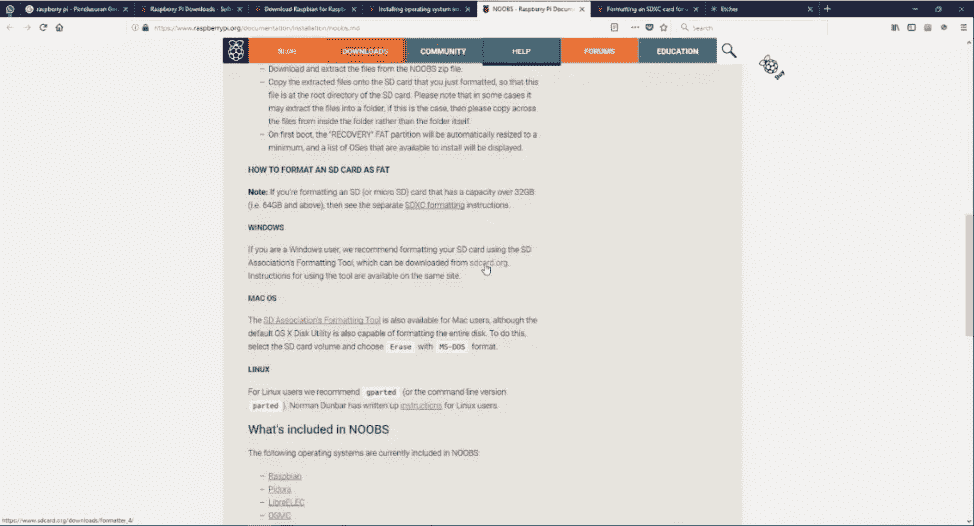 raspberry pi - Penelusuran Go
Raspberry Pi Downloads - Sof
Download Raspbian for Raspb
Installing operating system im
NOOBS - Raspberry Pi Docume
Formatting an SDXC card for u
Etcher
https://www.raspberrypi.org/documentation/installation/noobs.md
Search
BLOG DOWNLOADS COMMUNITY HELP FORUMS EDUCATION
– Download and extract the files from the NOOBS zip file.
– Copy the extracted files onto the SD card that you just formatted, so that this
file is at the root directory of the SD card. Please note that in some cases it
may extract the files into a folder, if this is the case, then please copy across
the files from inside the folder rather than the folder itself.
– On first boot, the "RECOVERY" FAT partition will be automatically resized to a
minimum, and a list of OSes that are available to install will be displayed.
HOW TO FORMAT AN SD CARD AS FAT
Note: If you're formatting an SD (or micro SD) card that has a capacity over 32GB
(i.e. 64GB and above), then see the separate SDXC formatting instructions.
WINDOWS
If you are a Windows user, we recommend formatting your SD card using the SD
Association's Formatting Tool, which can be downloaded from sdcard.org.
Instructions for using the tool are available on the same site.
MAC OS
The SD Association's Formatting Tool is also available for Mac users, although the
default OS X Disk Utility is also capable of formatting the entire disk. To do this,
select the SD card volume and choose Erase with MS-DOS format.
LINUX
For Linux users we recommend gparted (or the command line version
parted ). Norman Dunbar has written up instructions for Linux users.
What's included in NOOBS
The following operating systems are currently included in NOOBS:
– Raspbian
– Pidora
– LibreELEC
– OSMC
https://www.sdcard.org/downloads/formatter_4/